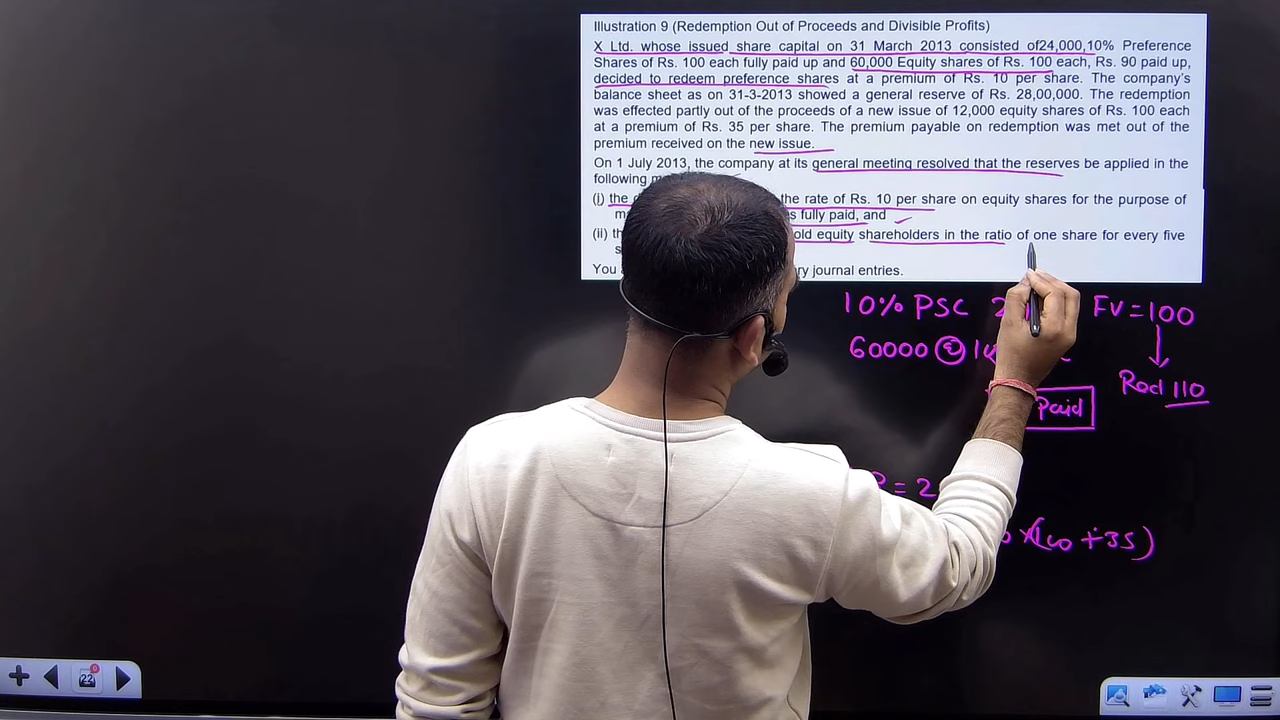 Illustration 9 (Redemption Out of Proceeds and Divisible Profits)
X Ltd. whose issued share capital on 31 March 2013 consisted of24,000,10% Preference
Shares of Rs. 100 each fully paid up and 60,000 Equity shares of Rs. 100 each, Rs. 90 paid up,
decided to redeem preference shares at a premium of Rs. 10 per share. The company's
balance sheet as on 31-3-2013 showed a general reserve of Rs. 28,00,000. The redemption
was effected partly out of the proceeds of a new issue of 12,000 equity shares of Rs. 100 each
at a premium of Rs. 35 per share. The premium payable on redemption was met out of the
premium received on the new issue.
On 1 July 2013, the company at its general meeting resolved that the reserves be applied in the
following
(i) the the rate of Rs. 10 per share on equity shares for the purpose of
fully paid, and
(ii) old equity shareholders in the ratio of one share for every five
You journal entries.
10% PSC FV=100
60000 @
Red 110
Paid
= 2
×(100+35)
22